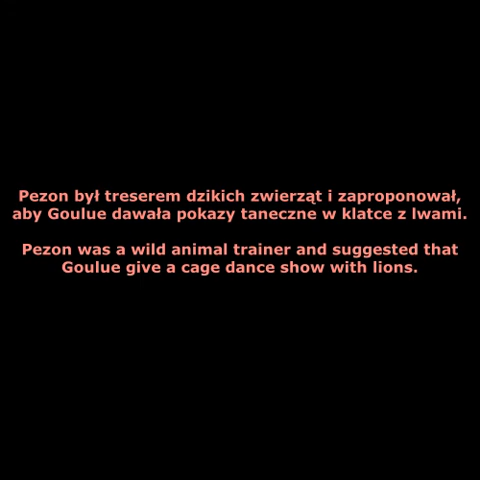 Pezon był treserem dzikich zwierząt i zaproponował,
aby Goulue dawała pokazy taneczne w klatce z lwami.
Pezon was a wild animal trainer and suggested that
Goulue give a cage dance show with lions.